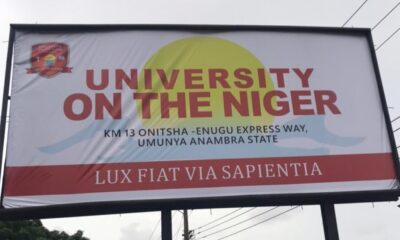 UNIVERSITY
ON THE NIGER
KM 13 ONITSHA -ENUGU EXPRESS WAY,
UMUNYA ANAMBRA STATE
LUX FIAT VIA SAPIENTIA